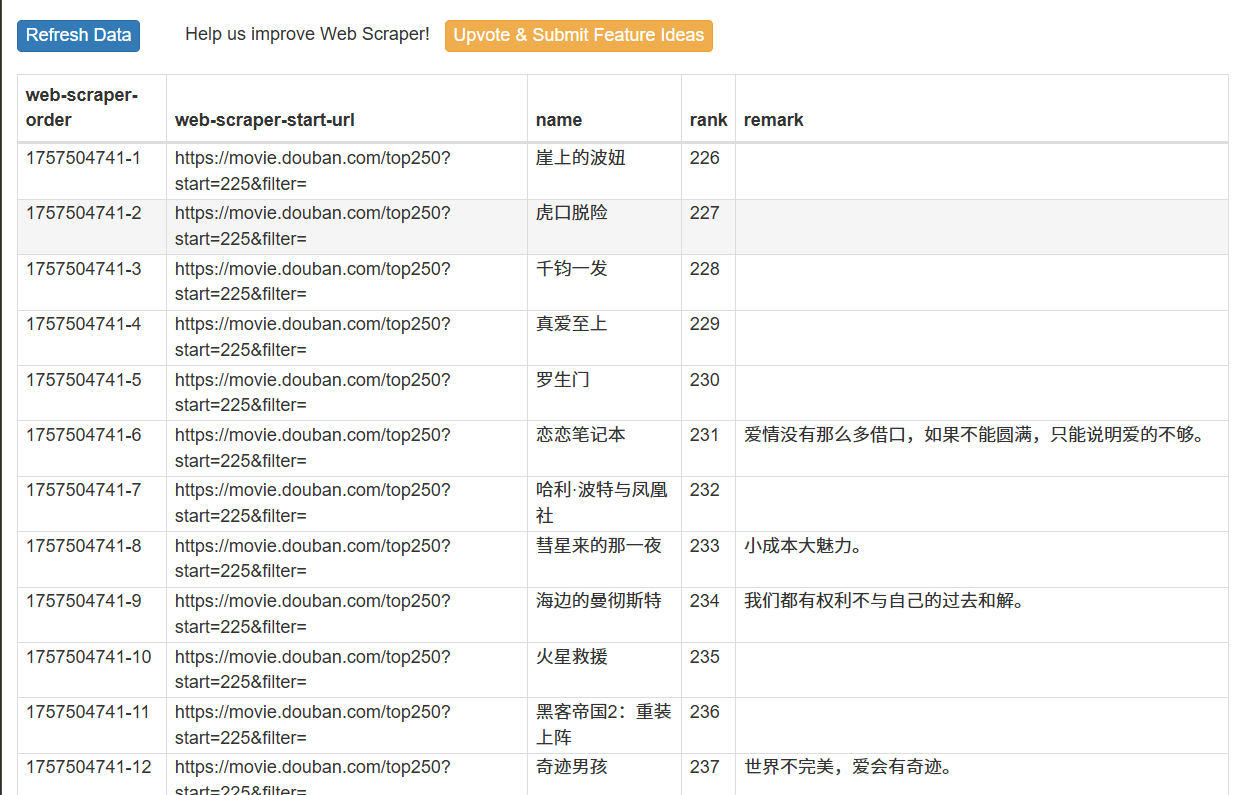 Refresh Data Help us improve Web Scraper! Upvote & Submit Feature Ideas
web-scraper-
order web-scraper-start-url name rank remark
1757504741-1 https://movie.douban.com/top250? 崖上的波妞 226
start=225&filter=
1757504741-2 https://movie.douban.com/top250? 虎口脱险 227
start=225&filter=
1757504741-3 https://movie.douban.com/top250? 千钧一发 228
start=225&filter=
1757504741-4 https://movie.douban.com/top250? 真爱至上 229
start=225&filter=
1757504741-5 https://movie.douban.com/top250? 罗生门 230
start=225&filter=
1757504741-6 https://movie.douban.com/top250? 恋恋笔记本 231 爱情没有那么多借口，如果不能圆满，只能说明爱的不够。
start=225&filter=
1757504741-7 https://movie.douban.com/top250? 哈利·波特与凤凰 232
start=225&filter= 社
1757504741-8 https://movie.douban.com/top250? 彗星来的那一夜 233 小成本大魅力。
start=225&filter=
1757504741-9 https://movie.douban.com/top250? 海边的曼彻斯特 234 我们都有权利不与自己的过去和解。
start=225&filter=
1757504741-10 https://movie.douban.com/top250? 火星救援 235
start=225&filter=
1757504741-11 https://movie.douban.com/top250? 黑客帝国2：重装 236
start=225&filter= 上阵
1757504741-12 https://movie.douban.com/top250? 奇迹男孩 237 世界不完美，爱会有奇迹。
start=225&filter=